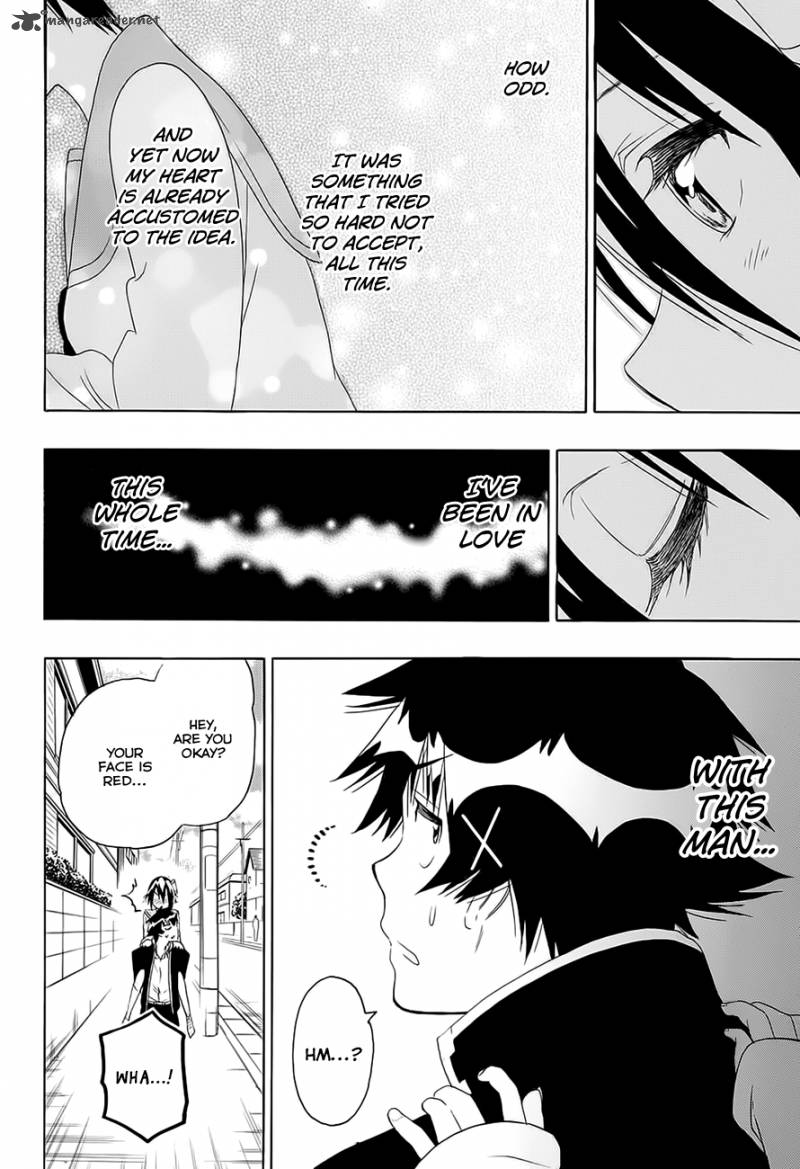 mangareader.net
HOW
ODD.
IT WAS
SOMETHING
THAT I TRIED
SO HARD NOT
TO ACCEPT,
ALL THIS
TIME.
AND
YET NOW
MY HEART
IS ALREADY
ACCUSTOMED
TO THE IDEA.
I'VE
BEEN IN
LOVE
THIS
WHOLE
TIME...
WITH
THIS
MAN...
HM...?
HEY,
ARE YOU
OKAY?
YOUR
FACE IS
RED...
WHA...!